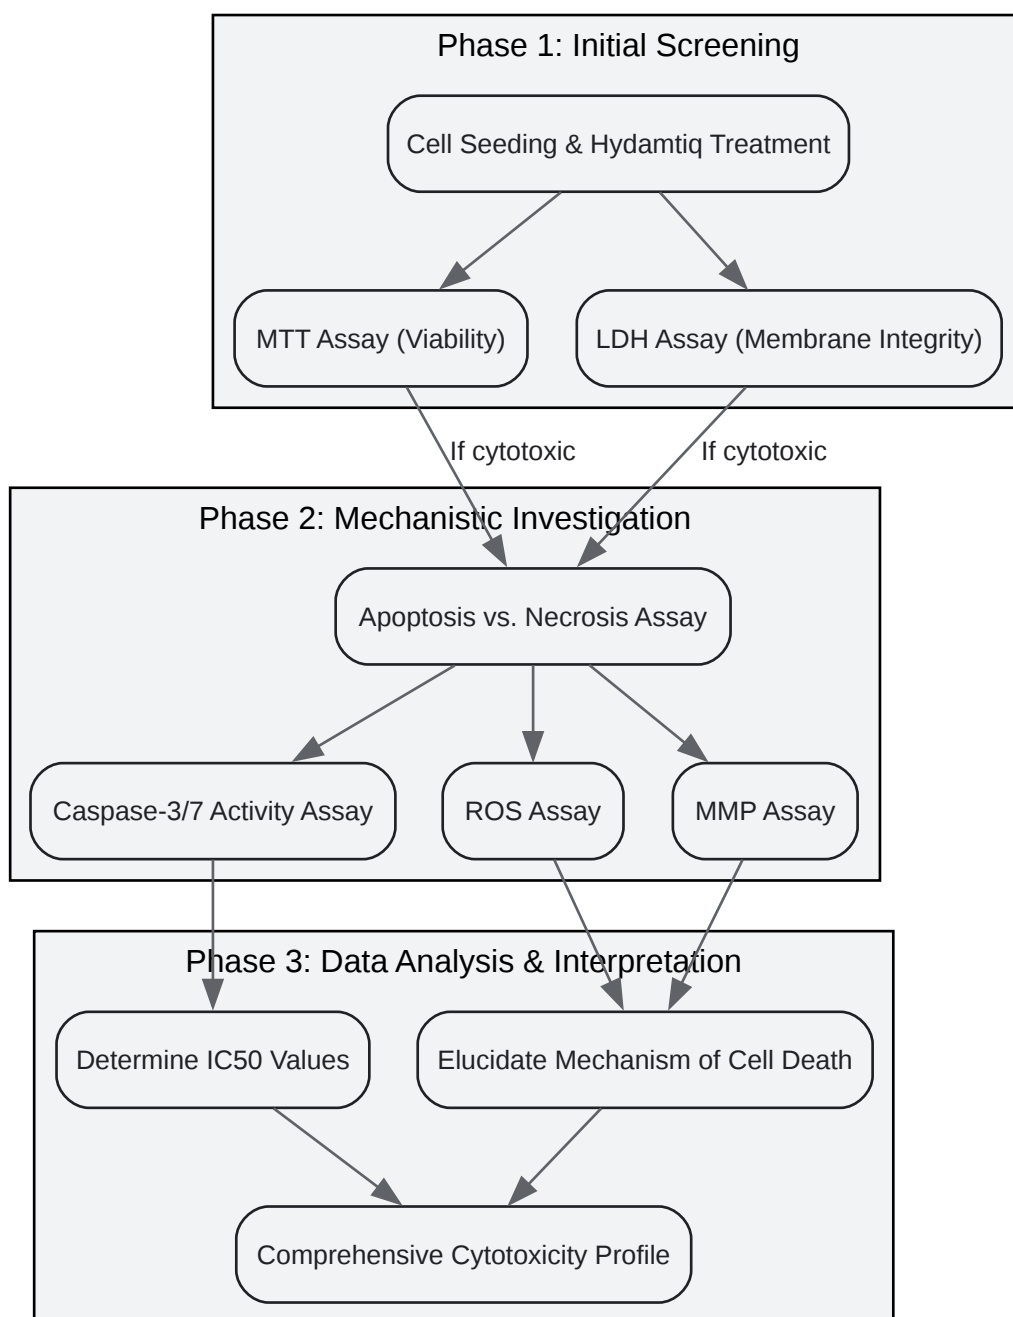 Phase 1: Initial Screening
Cell Seeding & Hydamtiq Treatment
MTT Assay (Viability)
LDH Assay (Membrane Integrity)
If cytotoxic
If cytotoxic
Phase 2: Mechanistic Investigation
Apoptosis vs. Necrosis Assay
Caspase-3/7 Activity Assay
ROS Assay
MMP Assay
Phase 3: Data Analysis & Interpretation
Determine IC50 Values
Elucidate Mechanism of Cell Death
Comprehensive Cytotoxicity Profile